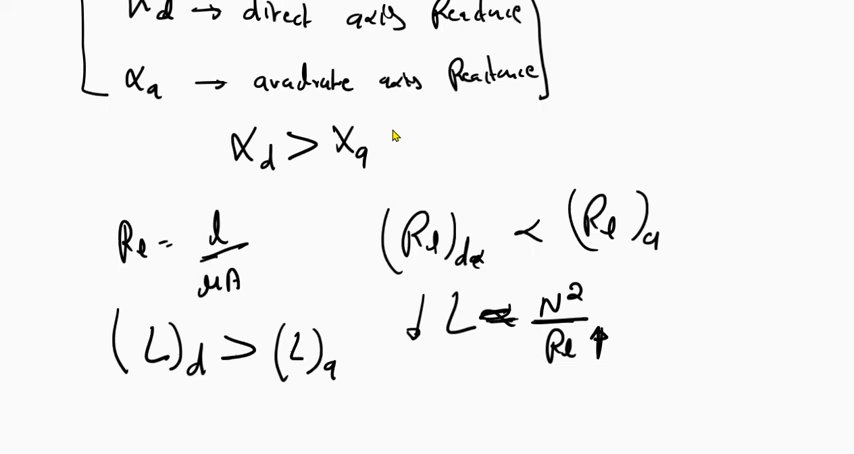 Xd → direct axis Reactance
Xq → quadrature axis Reactance
Xd > Xq
Rl = l / μA
(Rl)d < (Rl)q
(L)d > (L)q
↓ L = N² / Rl ↑